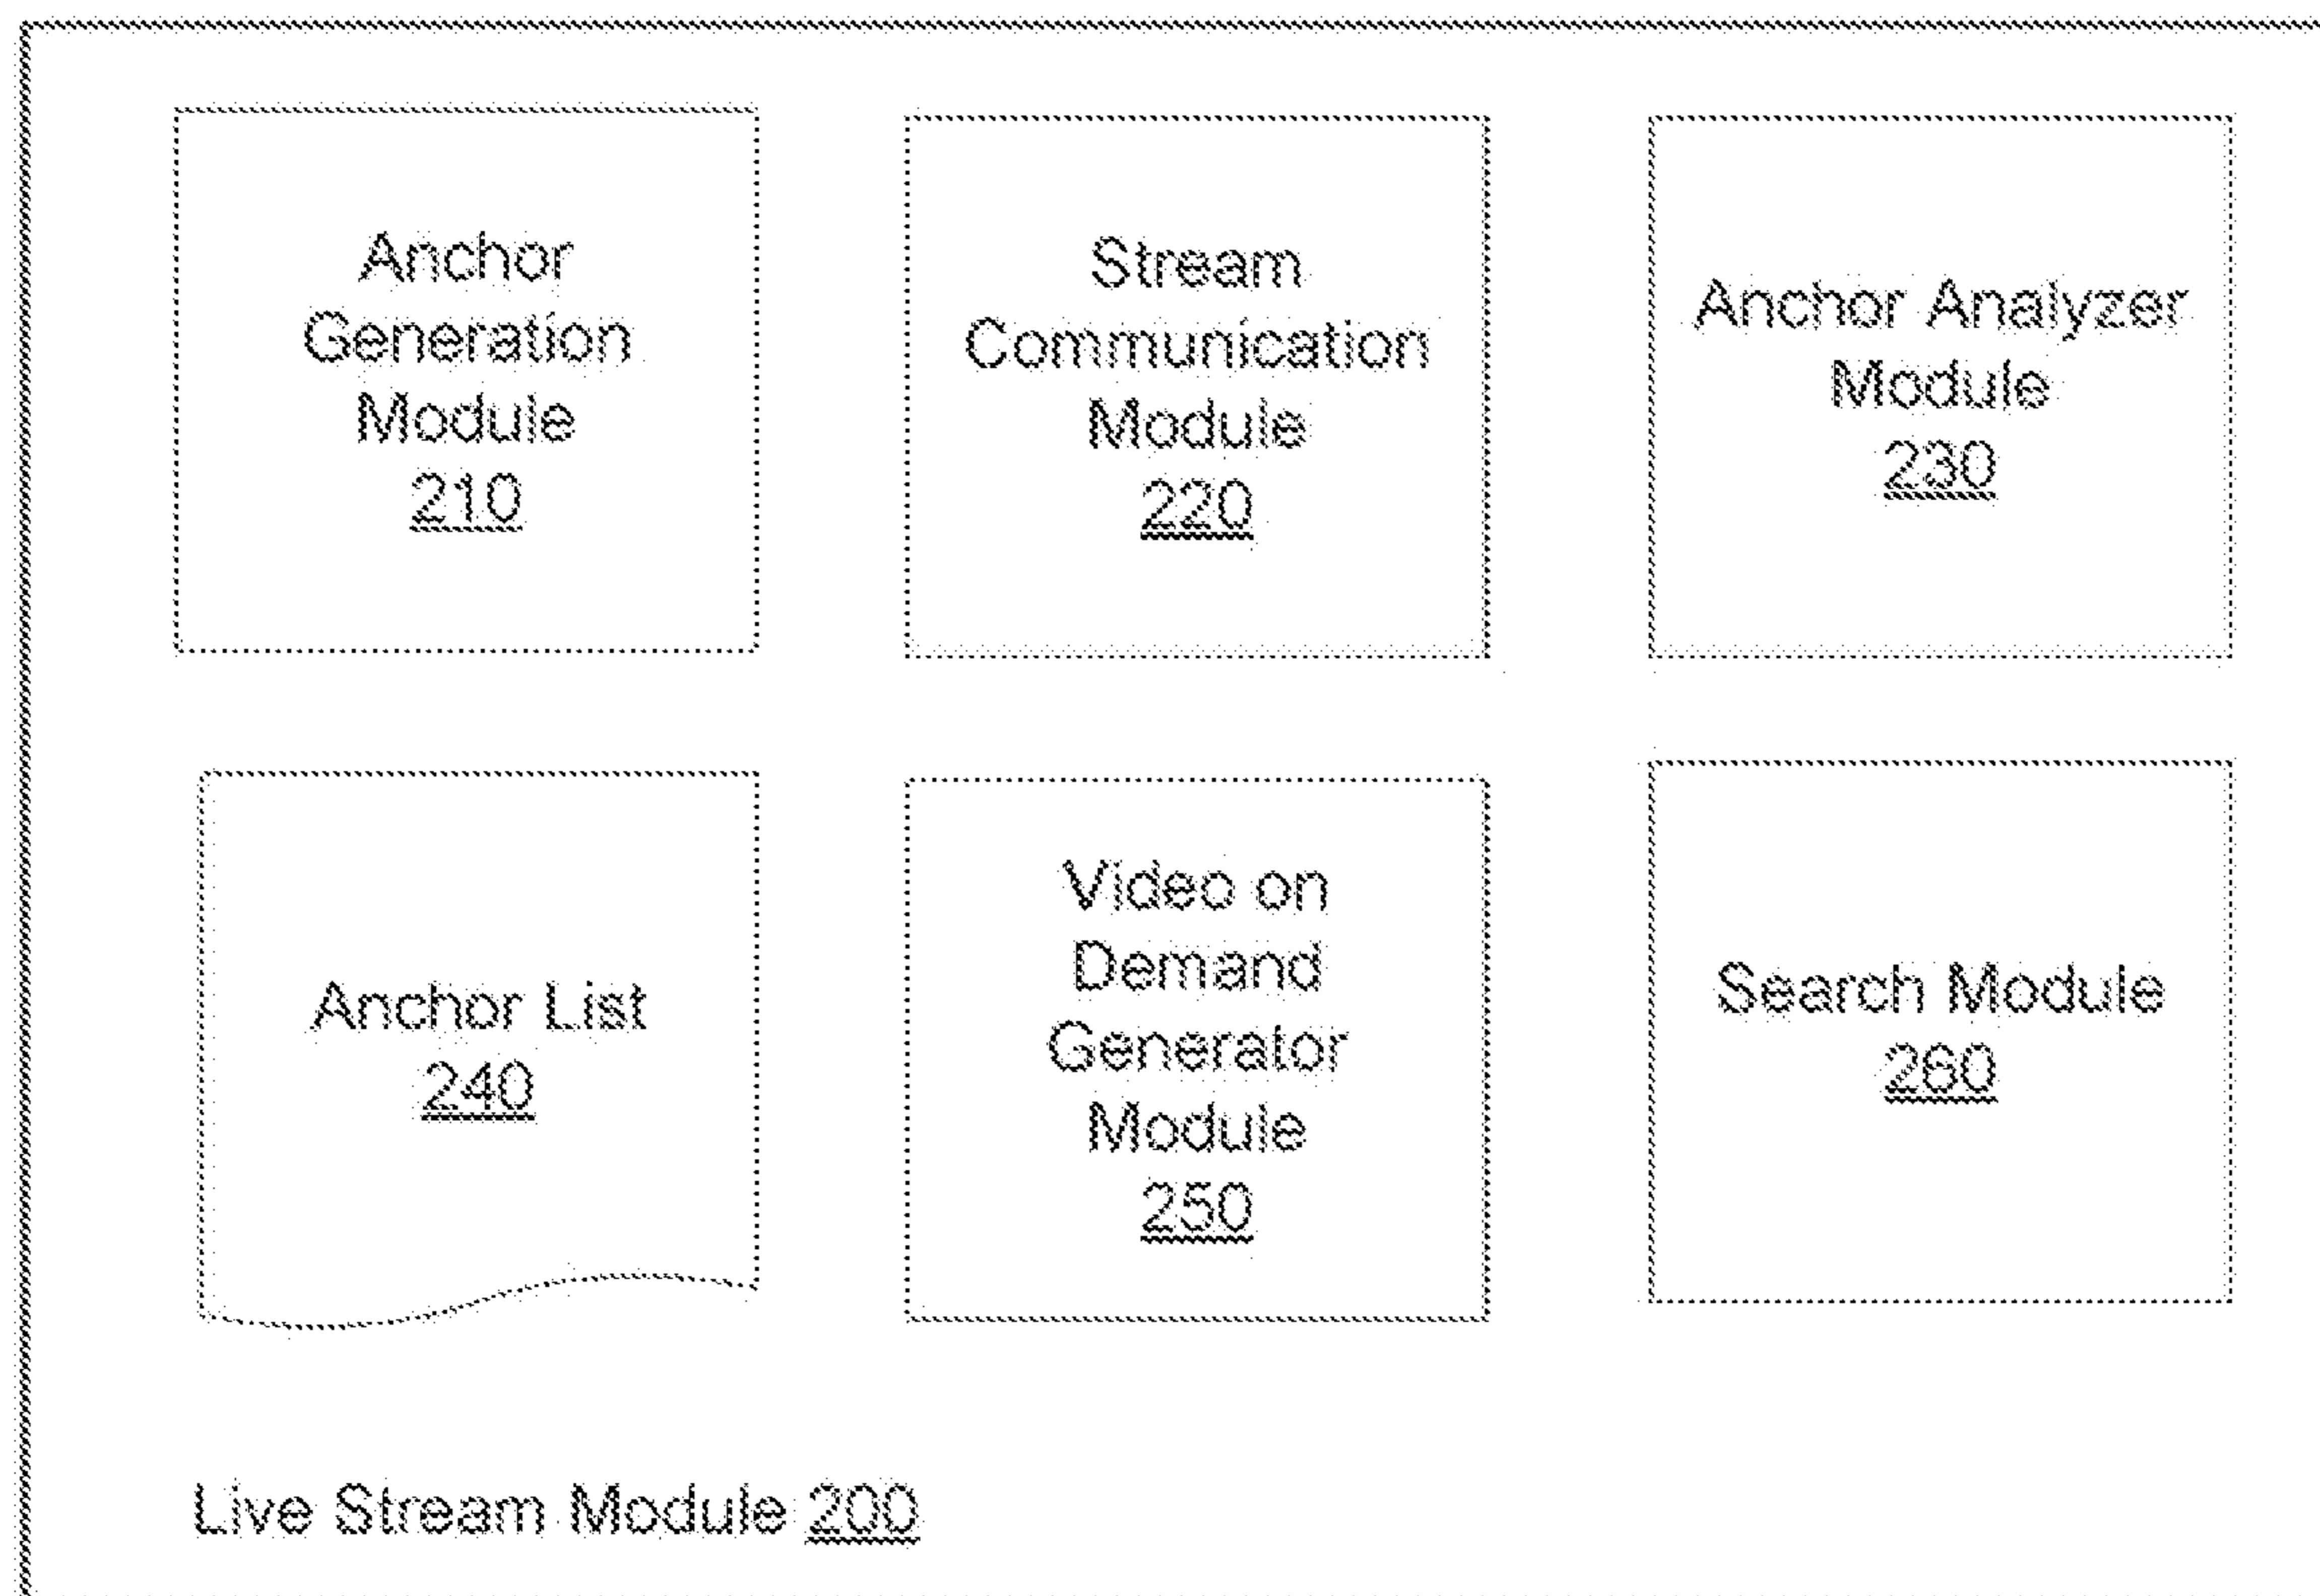 Anchor
Generation
Module
210
Stream
Communication
Module
220
Anchor Analyzer
Module
230
Anchor List
240
Video on
Demand
Generator
Module
250
Search Module
260
Live Stream Module 200